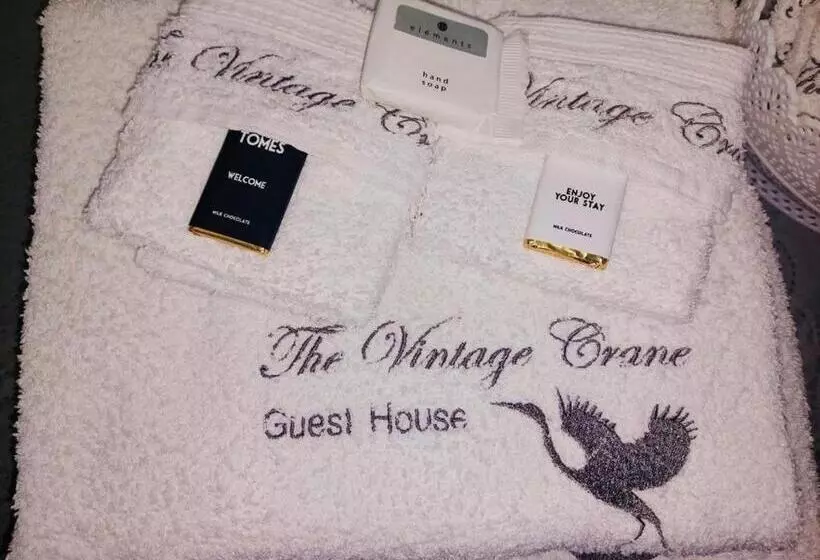 elements
hand
soap
The Vintage Cr
Vintage Crane
TOMES
WELCOME
MILK CHOCOLATE
ENJOY
YOUR STAY
MILK CHOCOLATE
The Vintage Crane
Guest House